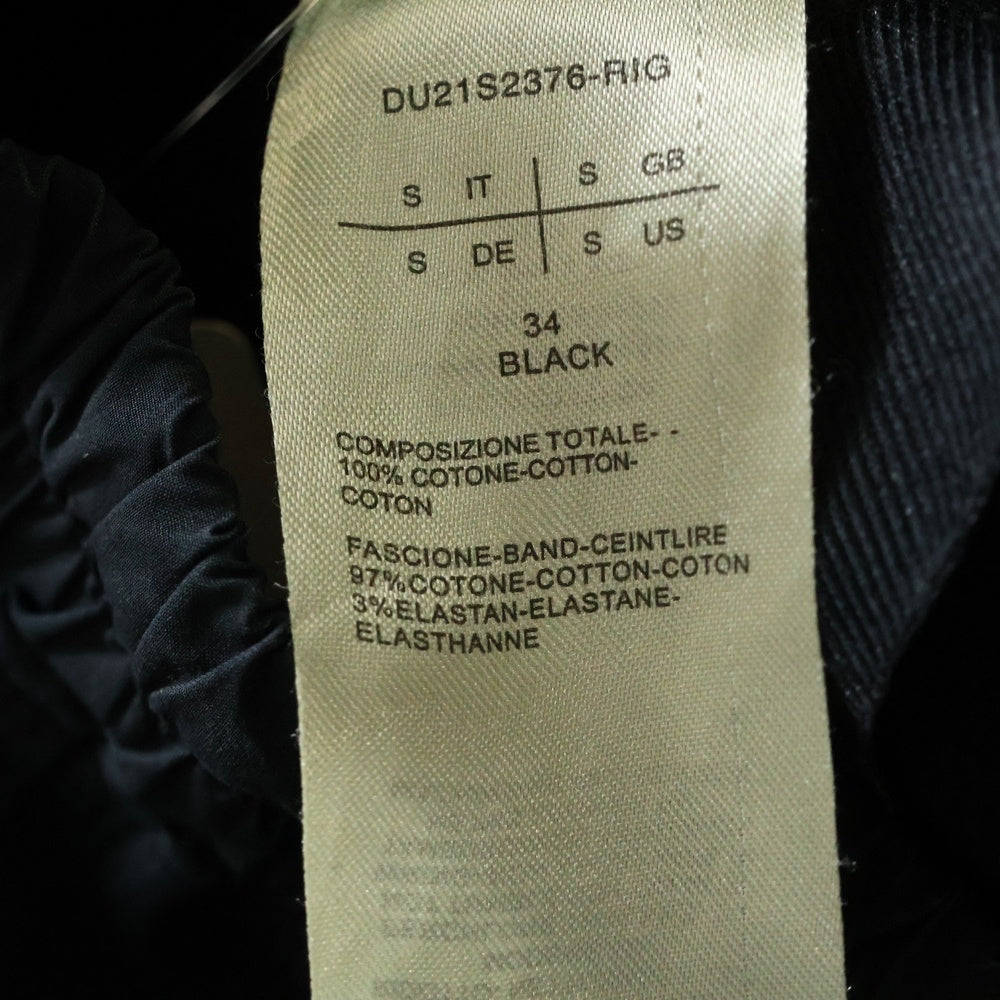 DU21S2376-RIG
S IT S GB
S DE S US
34
BLACK
COMPOSIZIONE TOTALE- -
100% COTONE-COTTON-
COTON
FASCIONE-BAND-CEINTLIRE
97%COTONE-COTTON-COTON
3%ELASTAN-ELASTANE-
ELASTHANNE